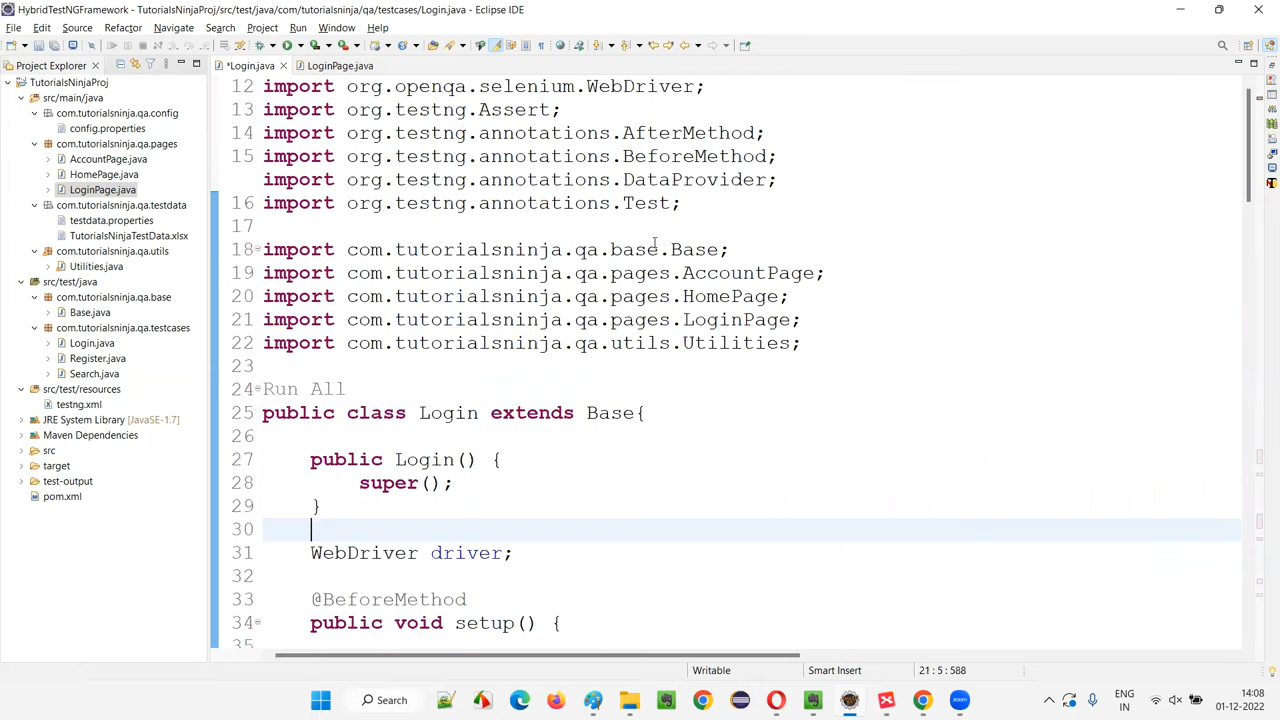 HybridTestNGFramework - TutorialsNinjaProj/src/test/java/com/tutorialsninja/qa/testcases/Login.java - Eclipse IDE
File Edit Source Refactor Navigate Search Project Run Window Help
Project Explorer
*Login.java
LoginPage.java
TutorialsNinjaProj
src/main/java
com.tutorialsninja.qa.config
config.properties
com.tutorialsninja.qa.pages
AccountPage.java
HomePage.java
LoginPage.java
com.tutorialsninja.qa.testdata
testdata.properties
TutorialsNinjaTestData.xlsx
com.tutorialsninja.qa.utils
Utilities.java
src/test/java
com.tutorialsninja.qa.base
Base.java
com.tutorialsninja.qa.testcases
Login.java
Register.java
Search.java
src/test/resources
testng.xml
JRE System Library [JavaSE-1.7]
Maven Dependencies
src
target
test-output
pom.xml
12 import org.openqa.selenium.WebDriver;
13 import org.testng.Assert;
14 import org.testng.annotations.AfterMethod;
15 import org.testng.annotations.BeforeMethod;
import org.testng.annotations.DataProvider;
16 import org.testng.annotations.Test;
17
18 import com.tutorialsninja.qa.base.Base;
19 import com.tutorialsninja.qa.pages.AccountPage;
20 import com.tutorialsninja.qa.pages.HomePage;
21 import com.tutorialsninja.qa.pages.LoginPage;
22 import com.tutorialsninja.qa.utils.Utilities;
23
24 Run All
25 public class Login extends Base{
26
27 public Login() {
28 super();
29 }
30
31 WebDriver driver;
32
33 @BeforeMethod
34 public void setup() {
35
Writable
Smart Insert
21 : 5 : 588
Search
ENG
IN
14:08
01-12-2022